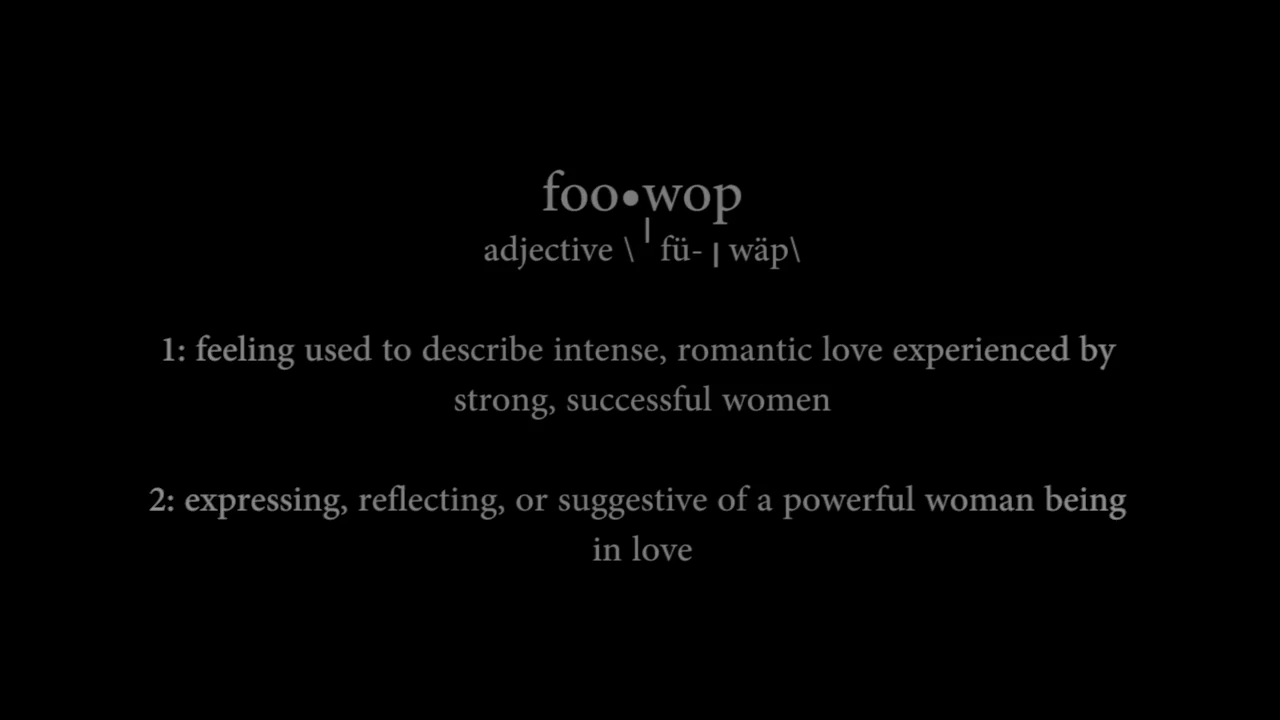 foo•wop
adjective \ˈfü-ˌwäp\
1: feeling used to describe intense, romantic love experienced by
strong, successful women
2: expressing, reflecting, or suggestive of a powerful woman being
in love